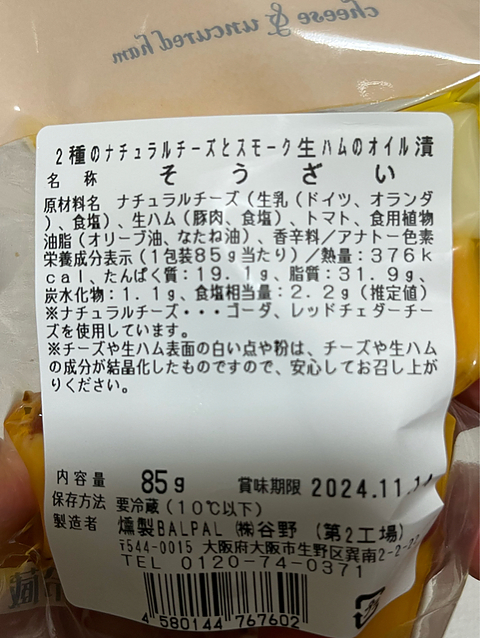 cheese & uncured ham
2種のナチュラルチーズとスモーク生ハムのオイル漬
名 称 そ う ざ い
原材料名 ナチュラルチーズ(生乳(ドイツ、オランダ
)、食塩)、生ハム(豚肉、食塩)、トマト、食用植物
油脂(オリーブ油、なたね油)、香辛料/アナトー色素
栄養成分表示(1包装85g当たり)/熱量:376k
cal、たんぱく質:19.1g、脂質:31.9g、
炭水化物:1.1g、食塩相当量:2.2g(推定値)
※ナチュラルチーズ・・・ゴーダ、レッドチェダーチー
ズを使用しています。
※チーズや生ハム表面の白い点や粉は、チーズや生ハム
の成分が結晶化したものですので、安心してお召し上が
りください。
内容量 85g 賞味期限 2024.11.14
保存方法 要冷蔵(10℃以下)
製造者 燻製BALPAL ㈱谷野 (第2工場)
〒544-0015 大阪府大阪市生野区巽南2-2-
TEL 0120-74-0371
4 580144 767602